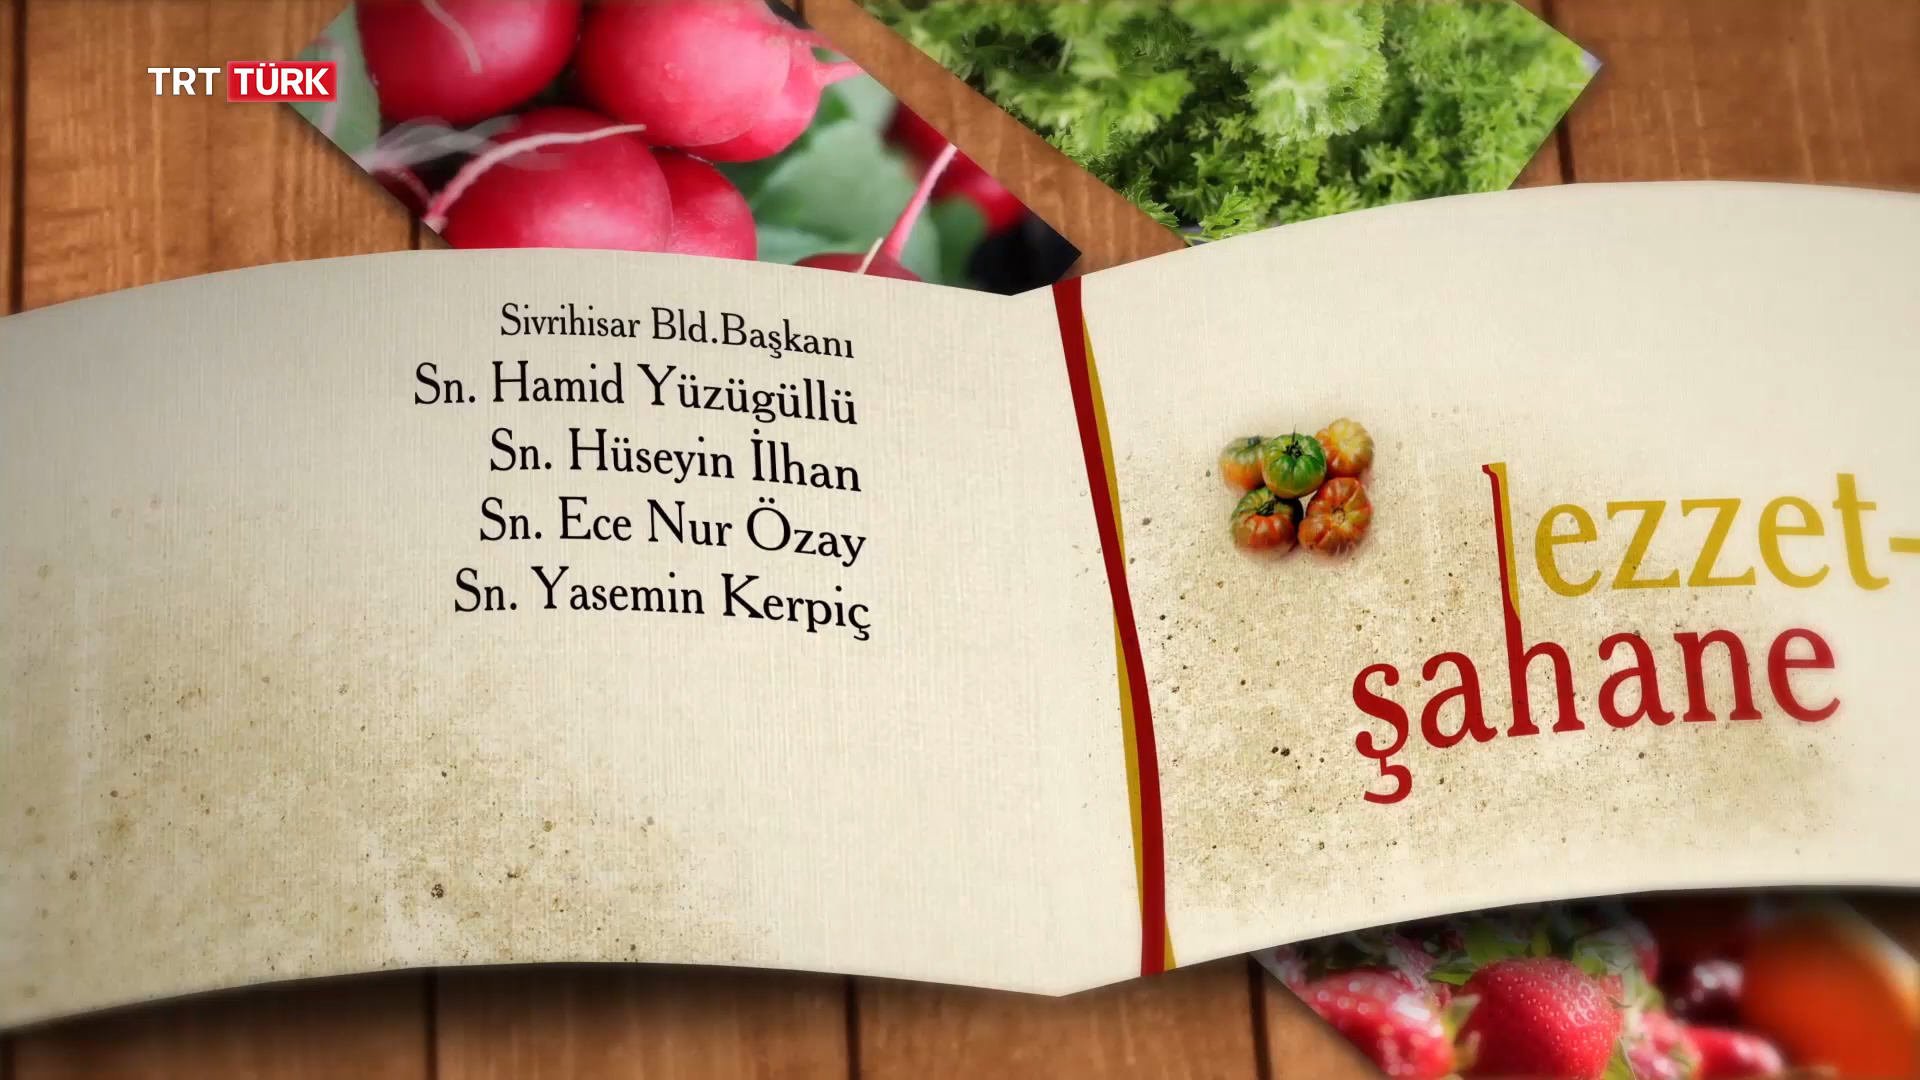 TRT TÜRK
Sivrihisar Bld.Başkanı
Sn. Hamid Yüzügüllü
Sn. Hüseyin İlhan
Sn. Ece Nur Özay
Sn. Yasemin Kerpiç
lezzet-
şahane